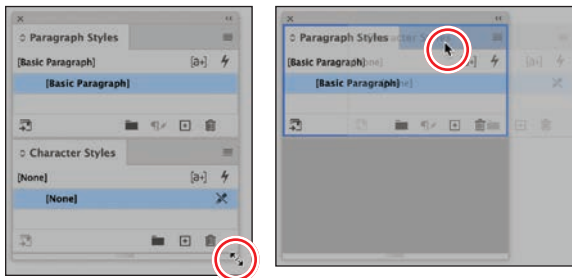 Paragraph Styles
[Basic Paragraph]
[a+]
[Basic Paragraph]
Character Styles
[None]
[a+]
[None]
Paragraph Styles
[Basic Paragraph]
[Basic Paragraph]